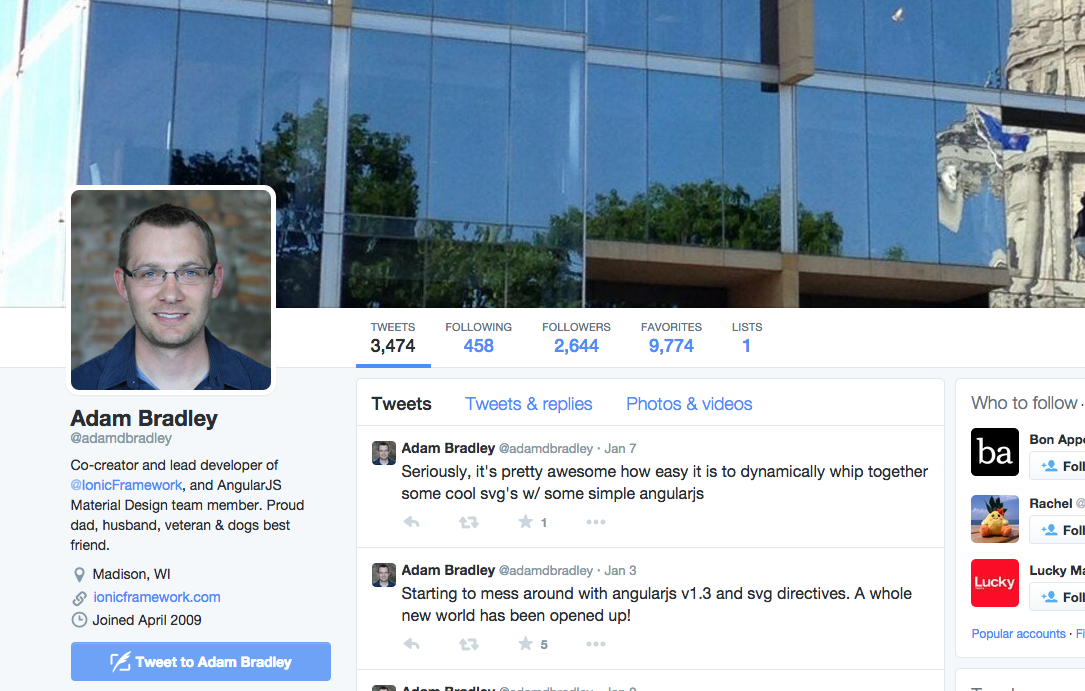 TWEETS FOLLOWING FOLLOWERS FAVORITES LISTS
3,474 458 2,644 9,774 1
Adam Bradley
@adamdbradley
Co-creator and lead developer of
@IonicFramework, and AngularJS
Material Design team member. Proud
dad, husband, veteran & dogs best
friend.
Madison, WI
ionicframework.com
Joined April 2009
Tweet to Adam Bradley
Tweets Tweets & replies Photos & videos
Adam Bradley @adamdbradley · Jan 7
Seriously, it's pretty awesome how easy it is to dynamically whip together
some cool svg's w/ some simple angularjs
1
Adam Bradley @adamdbradley · Jan 3
Starting to mess around with angularjs v1.3 and svg directives. A whole
new world has been opened up!
5
Adam Bradley @adamdbradley
Who to follow ·
ba
Bon Appe
Foll
Rachel @
Foll
Lucky
Lucky Ma
Foll
Popular accounts · Fi